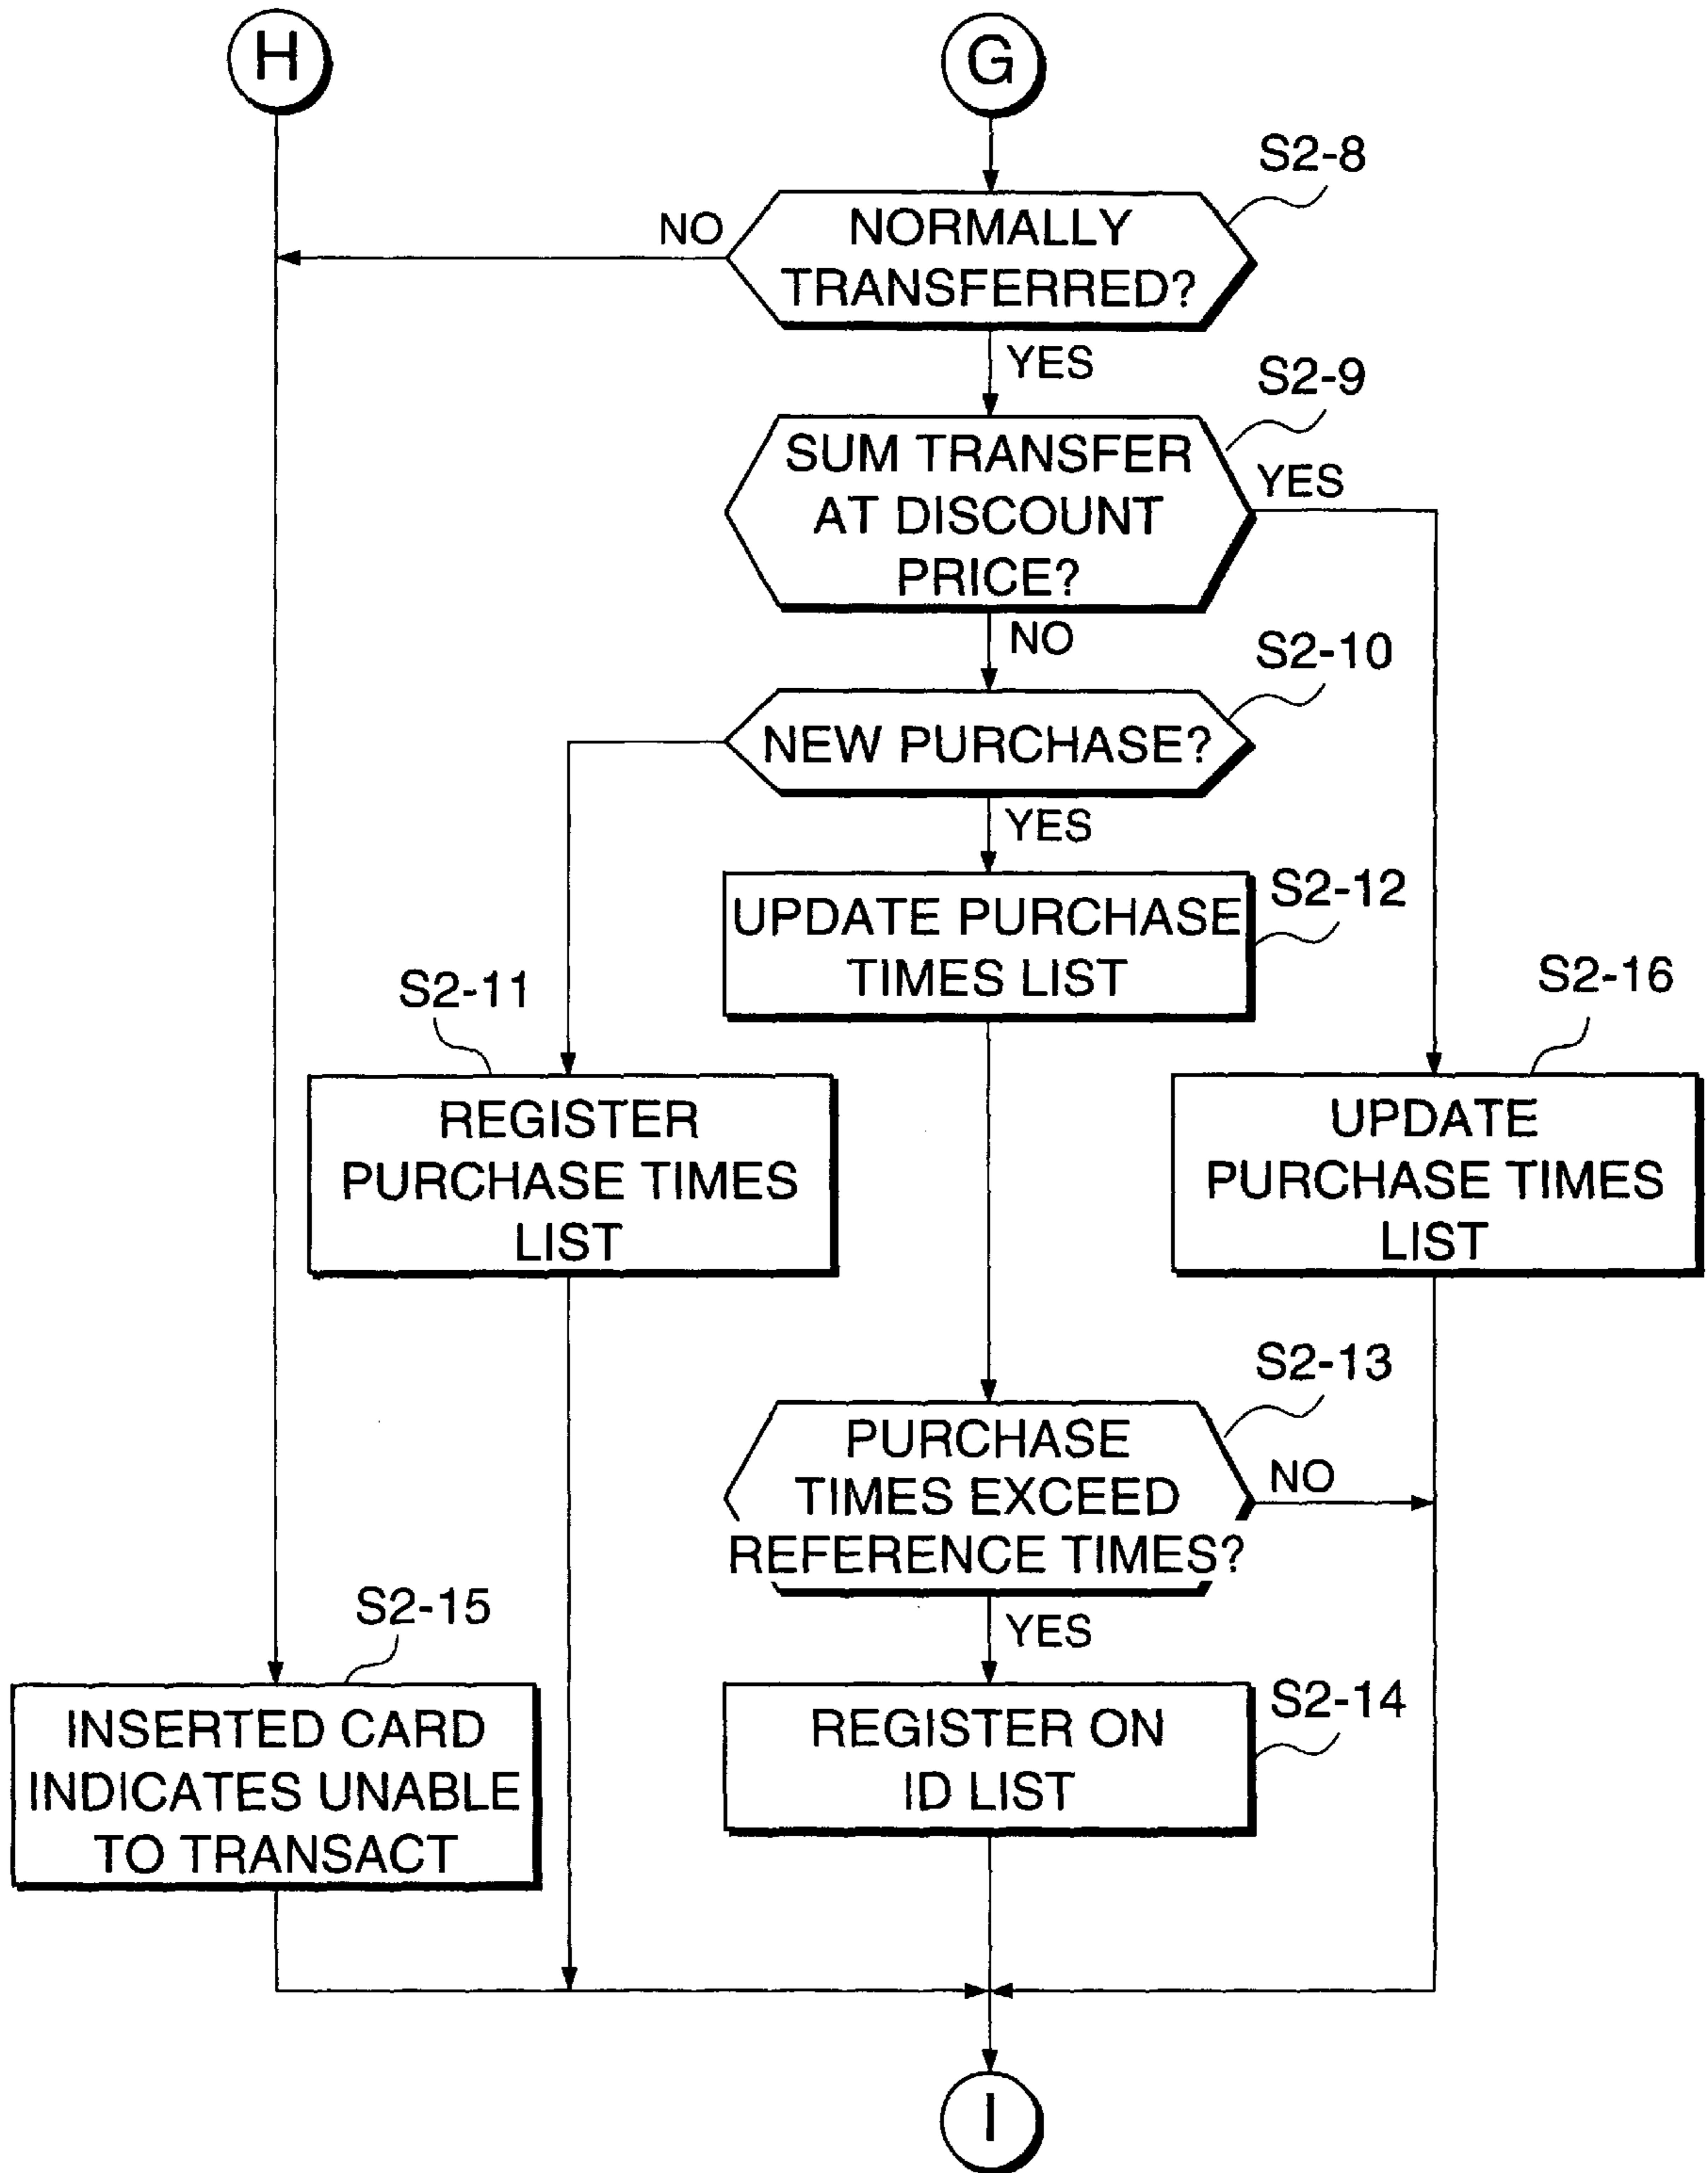 H
G
S2-8
NO
NORMALLY
TRANSFERRED?
YES
S2-9
SUM TRANSFER
AT DISCOUNT
PRICE?
YES
NO
S2-10
NEW PURCHASE?
YES
S2-12
UPDATE PURCHASE
TIMES LIST
S2-11
REGISTER
PURCHASE TIMES
LIST
S2-16
UPDATE
PURCHASE TIMES
LIST
S2-13
PURCHASE
TIMES EXCEED
REFERENCE TIMES?
NO
YES
S2-15
INSERTED CARD
INDICATES UNABLE
TO TRANSACT
S2-14
REGISTER ON
ID LIST
I